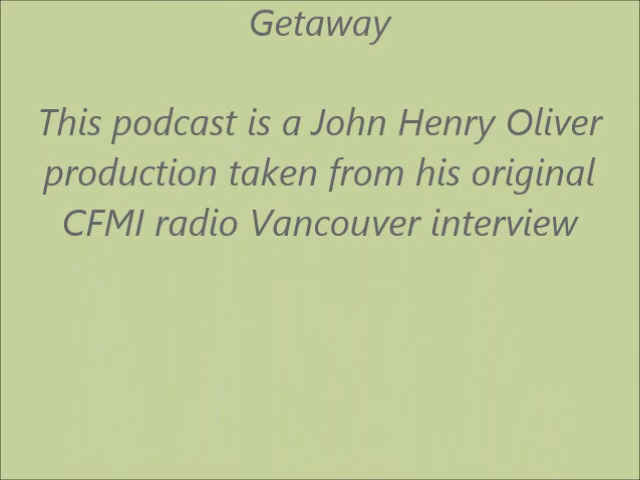 Getaway
This podcast is a John Henry Oliver
production taken from his original
CFMI radio Vancouver interview